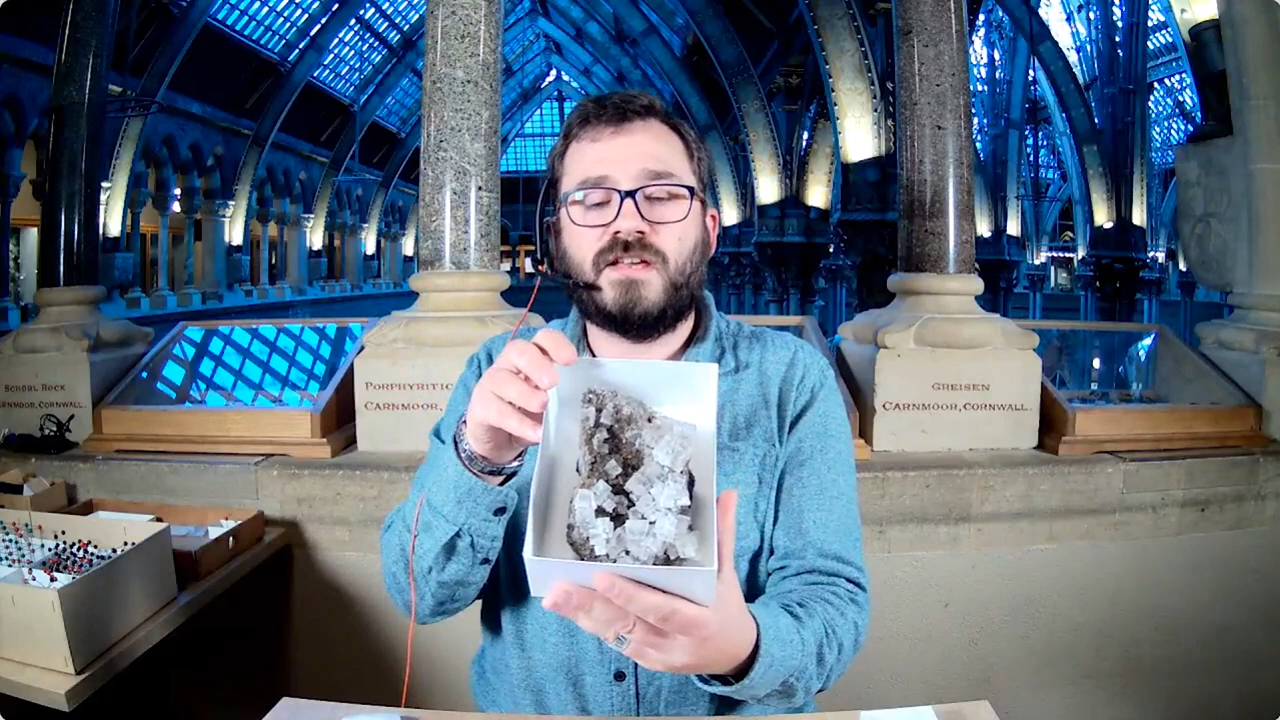 SCHORL ROCK
CARNMOOR, CORNWALL.
PORPHYRITIC
CARNMOOR,
GREISEN
CARNMOOR, CORNWALL.